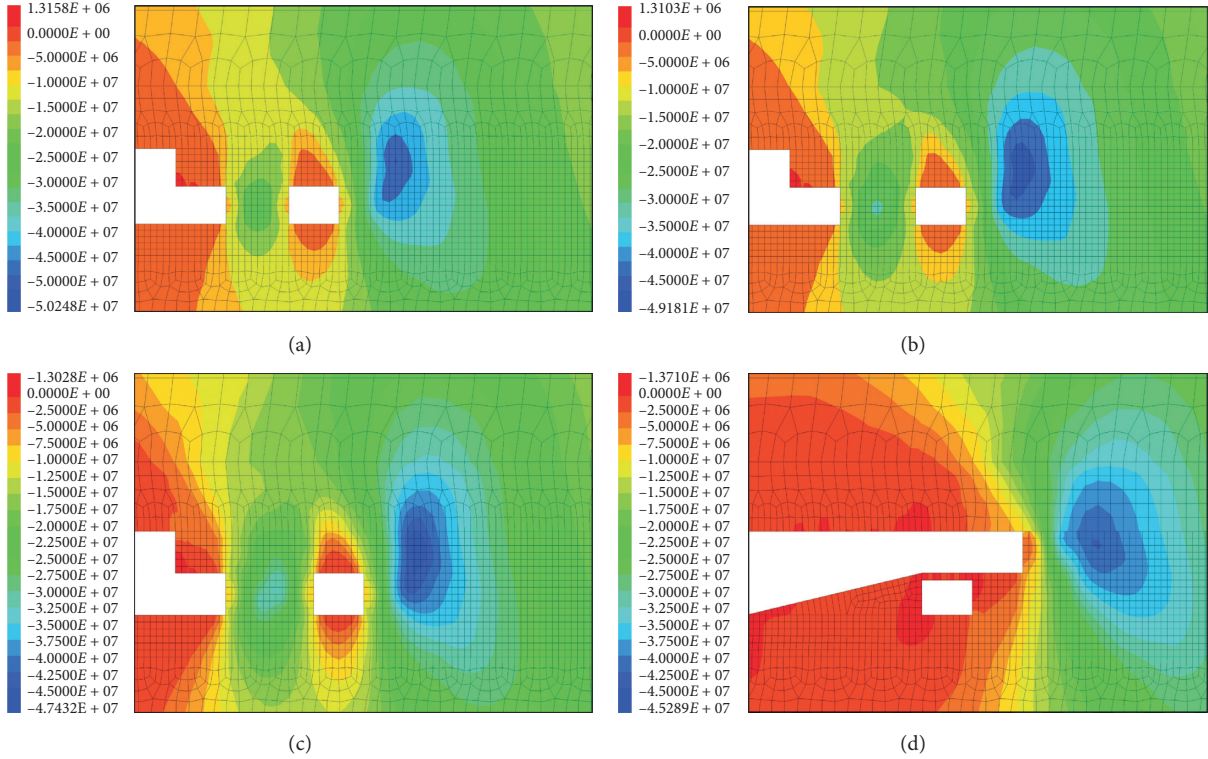 1.3158E + 06
0.0000E + 00
–5.0000E + 06
–1.0000E + 07
–1.5000E + 07
–2.0000E + 07
–2.5000E + 07
–3.0000E + 07
–3.5000E + 07
–4.0000E + 07
–4.5000E + 07
–5.0000E + 07
–5.0248E + 07
(a)
1.3103E + 06
0.0000E + 00
–5.0000E + 06
–1.0000E + 07
–1.5000E + 07
–2.0000E + 07
–2.5000E + 07
–3.0000E + 07
–3.5000E + 07
–4.0000E + 07
–4.5000E + 07
–4.9181E + 07
(b)
–1.3028E + 06
0.0000E + 00
–2.5000E + 06
–5.0000E + 06
–7.5000E + 06
–1.0000E + 07
–1.2500E + 07
–1.5000E + 07
–1.7500E + 07
–2.0000E + 07
–2.2500E + 07
–2.5000E + 07
–2.7500E + 07
–3.0000E + 07
–3.2500E + 07
–3.5000E + 07
–3.7500E + 07
–4.0000E + 07
–4.2500E + 07
–4.5000E + 07
–4.7432E + 07
(c)
–1.3710E + 06
0.0000E + 00
–2.5000E + 06
–5.0000E + 06
–7.5000E + 06
–1.0000E + 07
–1.2500E + 07
–1.5000E + 07
–1.7500E + 07
–2.0000E + 07
–2.2500E + 07
–2.5000E + 07
–2.7500E + 07
–3.0000E + 07
–3.2500E + 07
–3.5000E + 07
–3.7500E + 07
–4.0000E + 07
–4.2500E + 07
–4.5000E + 07
–4.5289E + 07
(d)